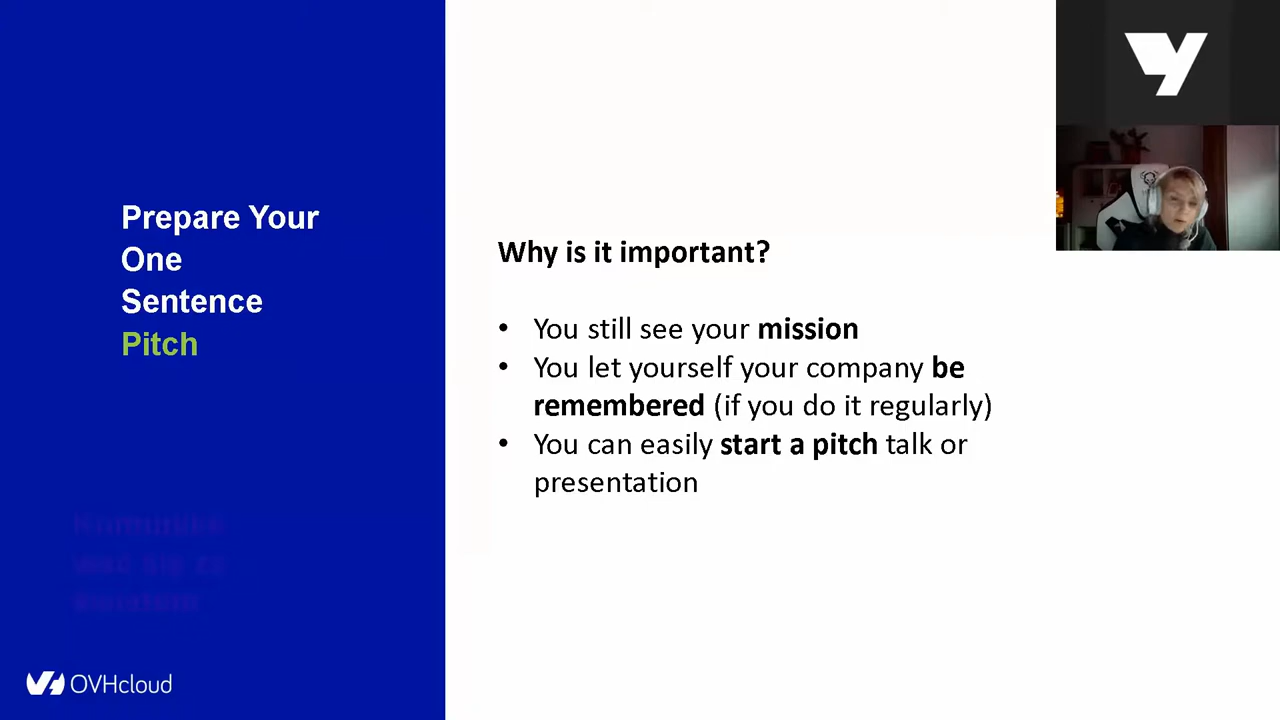 Prepare Your
One
Sentence
Pitch
Why is it important?
• You still see your mission
• You let yourself your company be
remembered (if you do it regularly)
• You can easily start a pitch talk or
presentation
OVHcloud